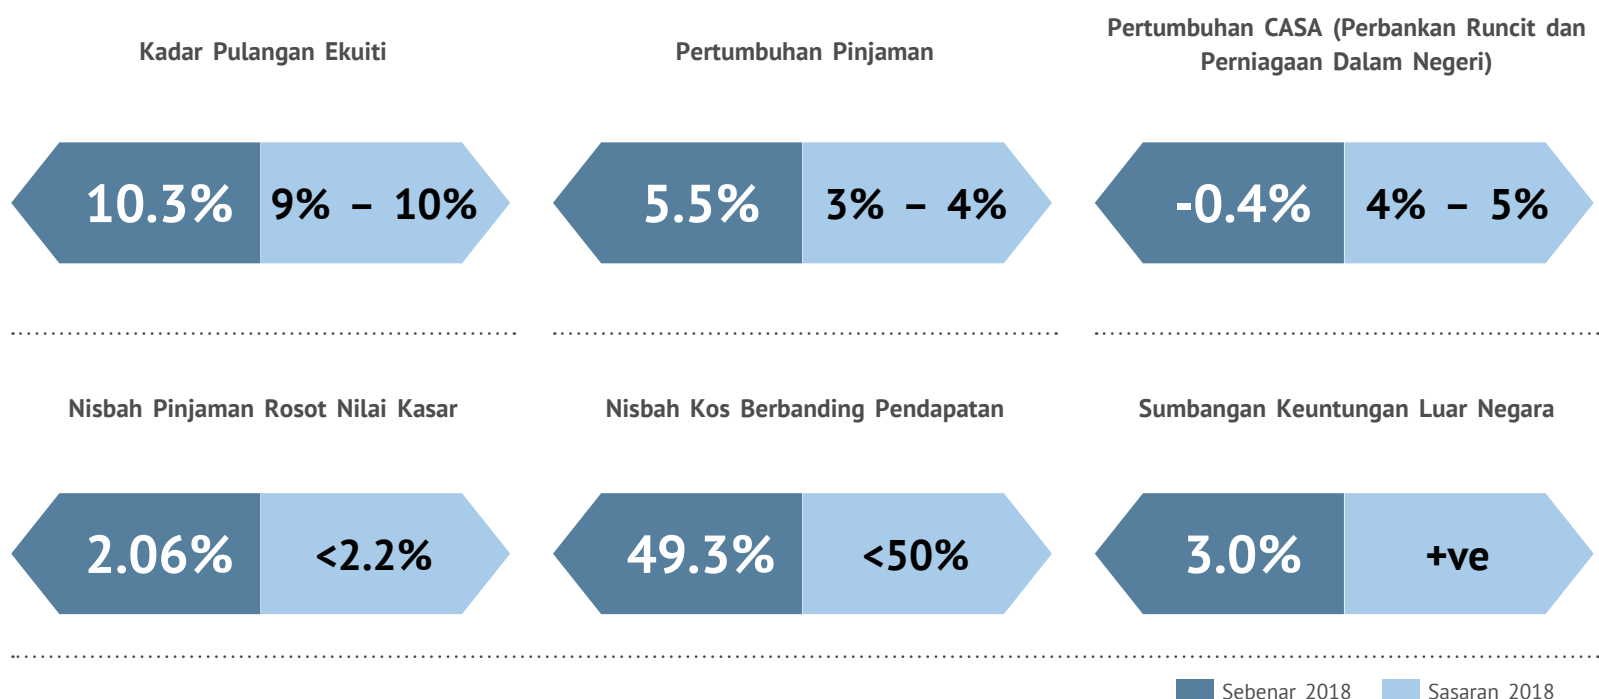 Kadar Pulangan Ekuiti
10.3%
9% – 10%
Pertumbuhan Pinjaman
5.5%
3% – 4%
Pertumbuhan CASA (Perbankan Runcit dan
Perniagaan Dalam Negeri)
-0.4%
4% – 5%
Nisbah Pinjaman Rosot Nilai Kasar
2.06%
<2.2%
Nisbah Kos Berbanding Pendapatan
49.3%
<50%
Sumbangan Keuntungan Luar Negara
3.0%
+ve
Sebenar 2018
Sasaran 2018